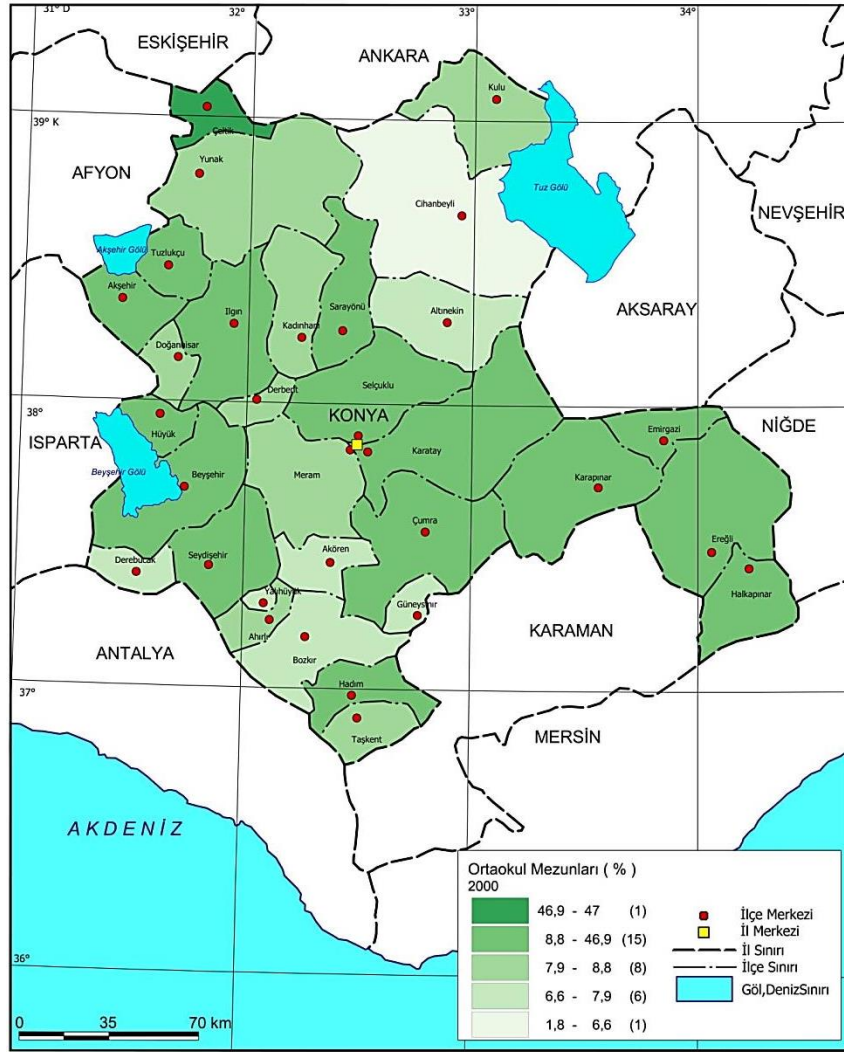 31° D
32°
33°
34°
ESKİŞEHİR
ANKARA
Kulu
39° K
Çeltik
Yunak
AFYON
Tuz Gölü
Cihanbeyli
NEVŞEHİR
Akşehir Gölü
Tuzlukçu
Akşehir
Ilgın
Sarayönü
Altınekin
AKSARAY
Kadınhanı
Doğanhisar
Selçuklu
Derbent
38°
KONYA
NİĞDE
ISPARTA
Hüyük
Emirgazi
Karatay
Beyşehir Gölü
Beyşehir
Meram
Karapınar
Çumra
Ereğli
Derebucak
Seydişehir
Akören
Halkapınar
Yalıhüyük
Güneysınır
Ahırlı
KARAMAN
ANTALYA
Bozkır
37°
Hadım
Taşkent
MERSİN
AKDENİZ
Ortaokul Mezunları ( % )
2000
46,9 - 47 (1)
8,8 - 46,9 (15)
7,9 - 8,8 (8)
6,6 - 7,9 (6)
1,8 - 6,6 (1)
İlçe Merkezi
İl Merkezi
İl Sınırı
İlçe Sınırı
Göl,DenizSınırı
36°
0 35 70 km